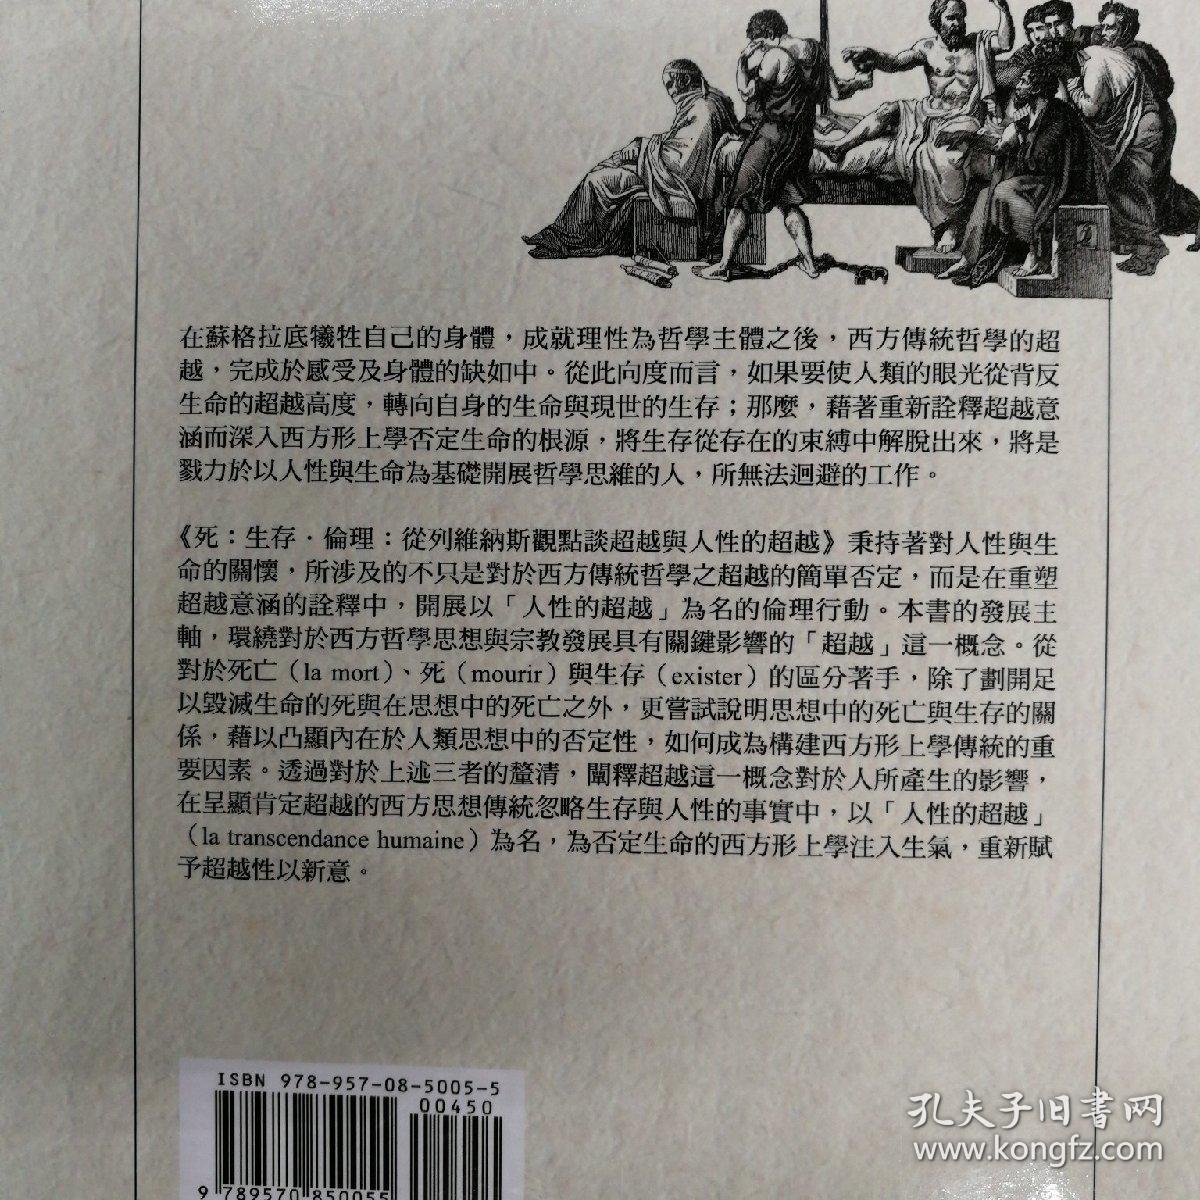 在蘇格拉底犧牲自己的身體，成就理性為哲學主體之後，西方傳統哲學的超
越，完成於感受及身體的缺如中。從此向度而言，如果要使人類的眼光從背反
生命的超越高度，轉向自身的生命與現世的生存；那麼，藉著重新詮釋超越意
涵而深入西方形上學否定生命的根源，將生存從存在的束縛中解脫出來，將是
戮力於以人性與生命為基礎開展哲學思維的人，所無法迴避的工作。
《死：生存．倫理：從列維納斯觀點談超越與人性的超越》秉持著對人性與生
命的關懷，所涉及的不只是對於西方傳統哲學之超越的簡單否定，而是在重塑
超越意涵的詮釋中，開展以「人性的超越」為名的倫理行動。本書的發展主
軸，環繞對於西方哲學思想與宗教發展具有關鍵影響的「超越」這一概念。從
對於死亡（la mort）、死（mourir）與生存（exister）的區分著手，除了劃開足
以毀滅生命的死與在思想中的死亡之外，更嘗試說明思想中的死亡與生存的關
係，藉以凸顯內在於人類思想中的否定性，如何成為構建西方形上學傳統的重
要因素。透過對於上述三者的釐清，闡釋超越這一概念對於人所產生的影響，
在呈顯肯定超越的西方思想傳統忽略生存與人性的事實中，以「人性的超越」
（la transcendance humaine）為名，為否定生命的西方形上學注入生氣，重新賦
予超越性以新意。
ISBN 978-957-08-5005-5
00450
9 789570 850055
孔夫子旧書网
www.kongfz.com